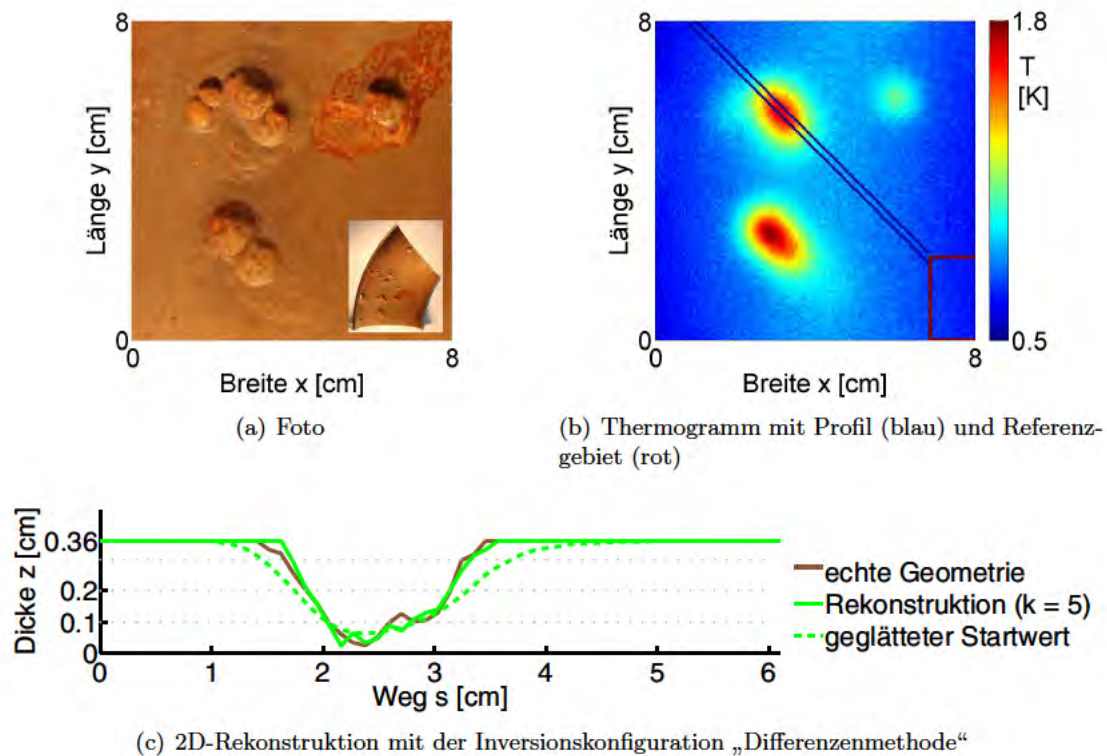 8
Länge y [cm]
0
0
8
Breite x [cm]
(a) Foto
8
Länge y [cm]
0
0
8
Breite x [cm]
1.8
T
[K]
0.5
(b) Thermogramm mit Profil (blau) und Referenz-
gebiet (rot)
Dicke z [cm]
0.36
0.2
0.1
0
0 1 2 3 4 5 6
Weg s [cm]
echte Geometrie
Rekonstruktion (k = 5)
geglätteter Startwert
(c) 2D-Rekonstruktion mit der Inversionskonfiguration „Differenzenmethode“